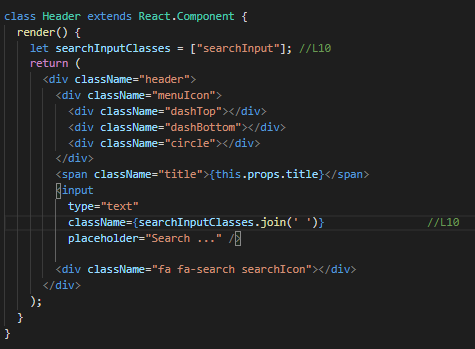 class Header extends React.Component {
render() {
let searchInputClasses = ["searchInput"]; //L10
return (
<div className="header">
<div className="menuIcon">
<div className="dashTop"></div>
<div className="dashBottom"></div>
<div className="circle"></div>
</div>
<span className="title">{this.props.title}</span>
<input
type="text"
className={searchInputClasses.join(' ')} //L10
placeholder="Search ..." />
<div className="fa fa-search searchIcon"></div>
</div>
);
}
}